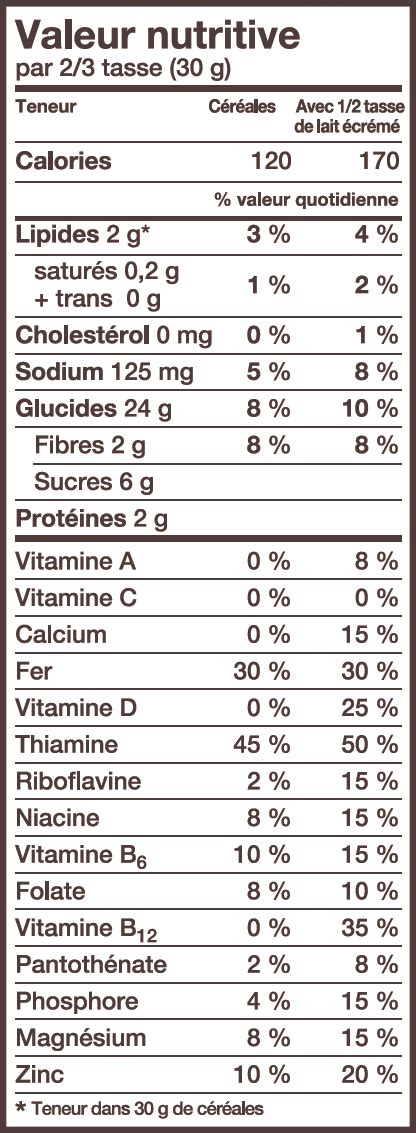 Valeur nutritive
par 2/3 tasse (30 g)
Teneur Céréales Avec 1/2 tasse
de lait écrémé
Calories 120 170
% valeur quotidienne
Lipides 2 g* 3 % 4 %
saturés 0,2 g
+ trans 0 g 1 % 2 %
Cholestérol 0 mg 0 % 1 %
Sodium 125 mg 5 % 8 %
Glucides 24 g 8 % 10 %
Fibres 2 g 8 % 8 %
Sucres 6 g
Protéines 2 g
Vitamine A 0 % 8 %
Vitamine C 0 % 0 %
Calcium 0 % 15 %
Fer 30 % 30 %
Vitamine D 0 % 25 %
Thiamine 45 % 50 %
Riboflavine 2 % 15 %
Niacine 8 % 15 %
Vitamine B6 10 % 15 %
Folate 8 % 10 %
Vitamine B12 0 % 35 %
Pantothénate 2 % 8 %
Phosphore 4 % 15 %
Magnésium 8 % 15 %
Zinc 10 % 20 %
* Teneur dans 30 g de céréales